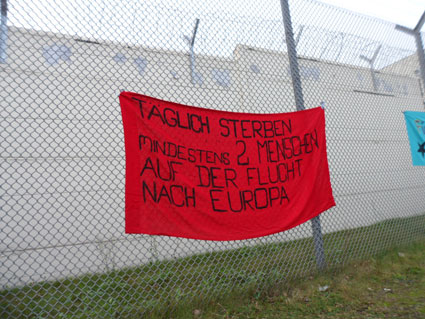 TÄGLICH STERBEN
MINDESTENS 2 MENSCHEN
AUF DER FLUCHT
NACH EUROPA